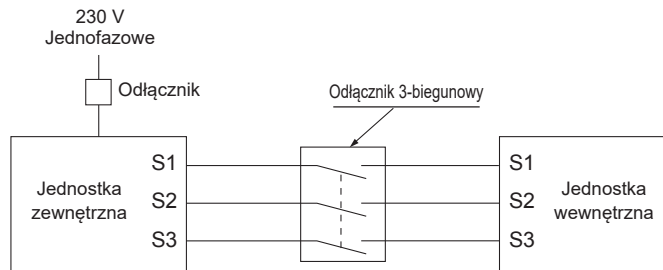 230 V
Jednofazowe
Odłącznik
Odłącznik 3-biegunowy
Jednostka
zewnętrzna
S1
S2
S3
S1
S2
S3
Jednostka
wewnętrzna